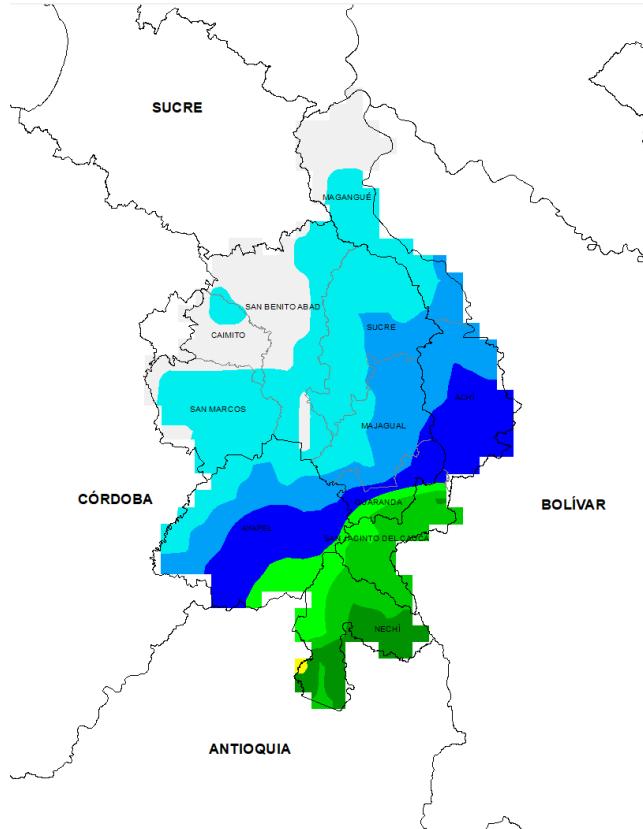 SUCRE
MAGANGUÉ
SAN BENITO ABAD
SUCRE
CAIMITO
ACHÍ
SAN MARCOS
MAJAGUAL
CÓRDOBA
GUARANDA
BOLÍVAR
AYAPEL
SAN JACINTO DEL CAUCA
NECHÍ
ANTIOQUIA